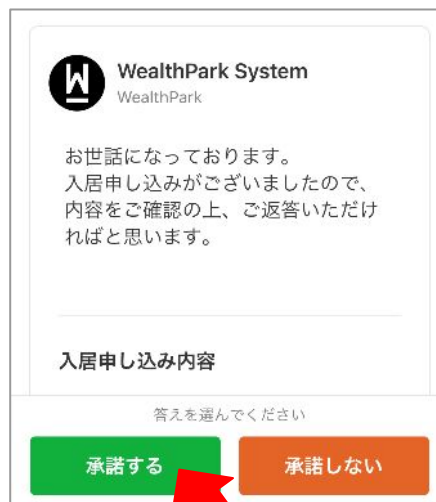 WealthPark System
WealthPark
お世話になっております。
入居申し込みがございましたので、
内容をご確認の上、ご返答いただけ
ればと思います。
入居申し込み内容
答えを選んでください
承諾する
承諾しない